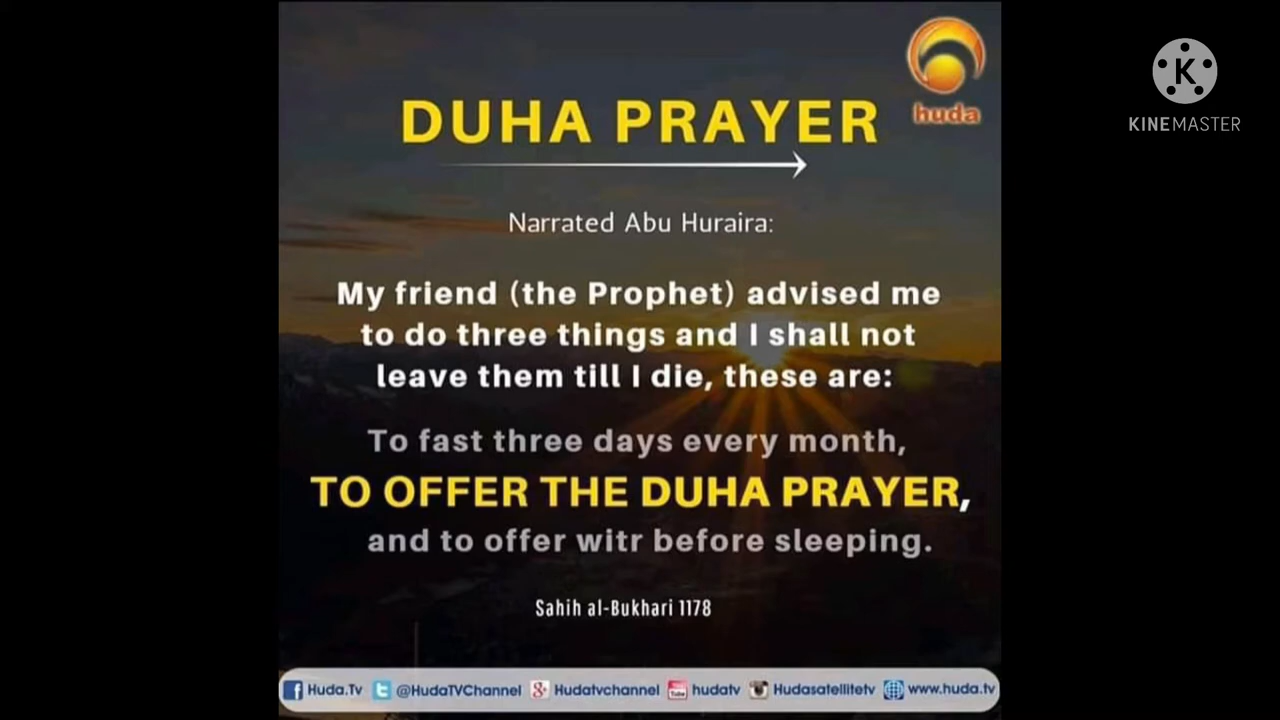 huda
K
KINEMASTER
DUHA PRAYER
Narrated Abu Huraira:
My friend (the Prophet) advised me
to do three things and I shall not
leave them till I die, these are:
To fast three days every month,
TO OFFER THE DUHA PRAYER,
and to offer witr before sleeping.
Sahih al-Bukhari 1178
Huda.Tv @HudaTVChannel Hudatvchannel hudatv Hudasatellitetv www.huda.tv